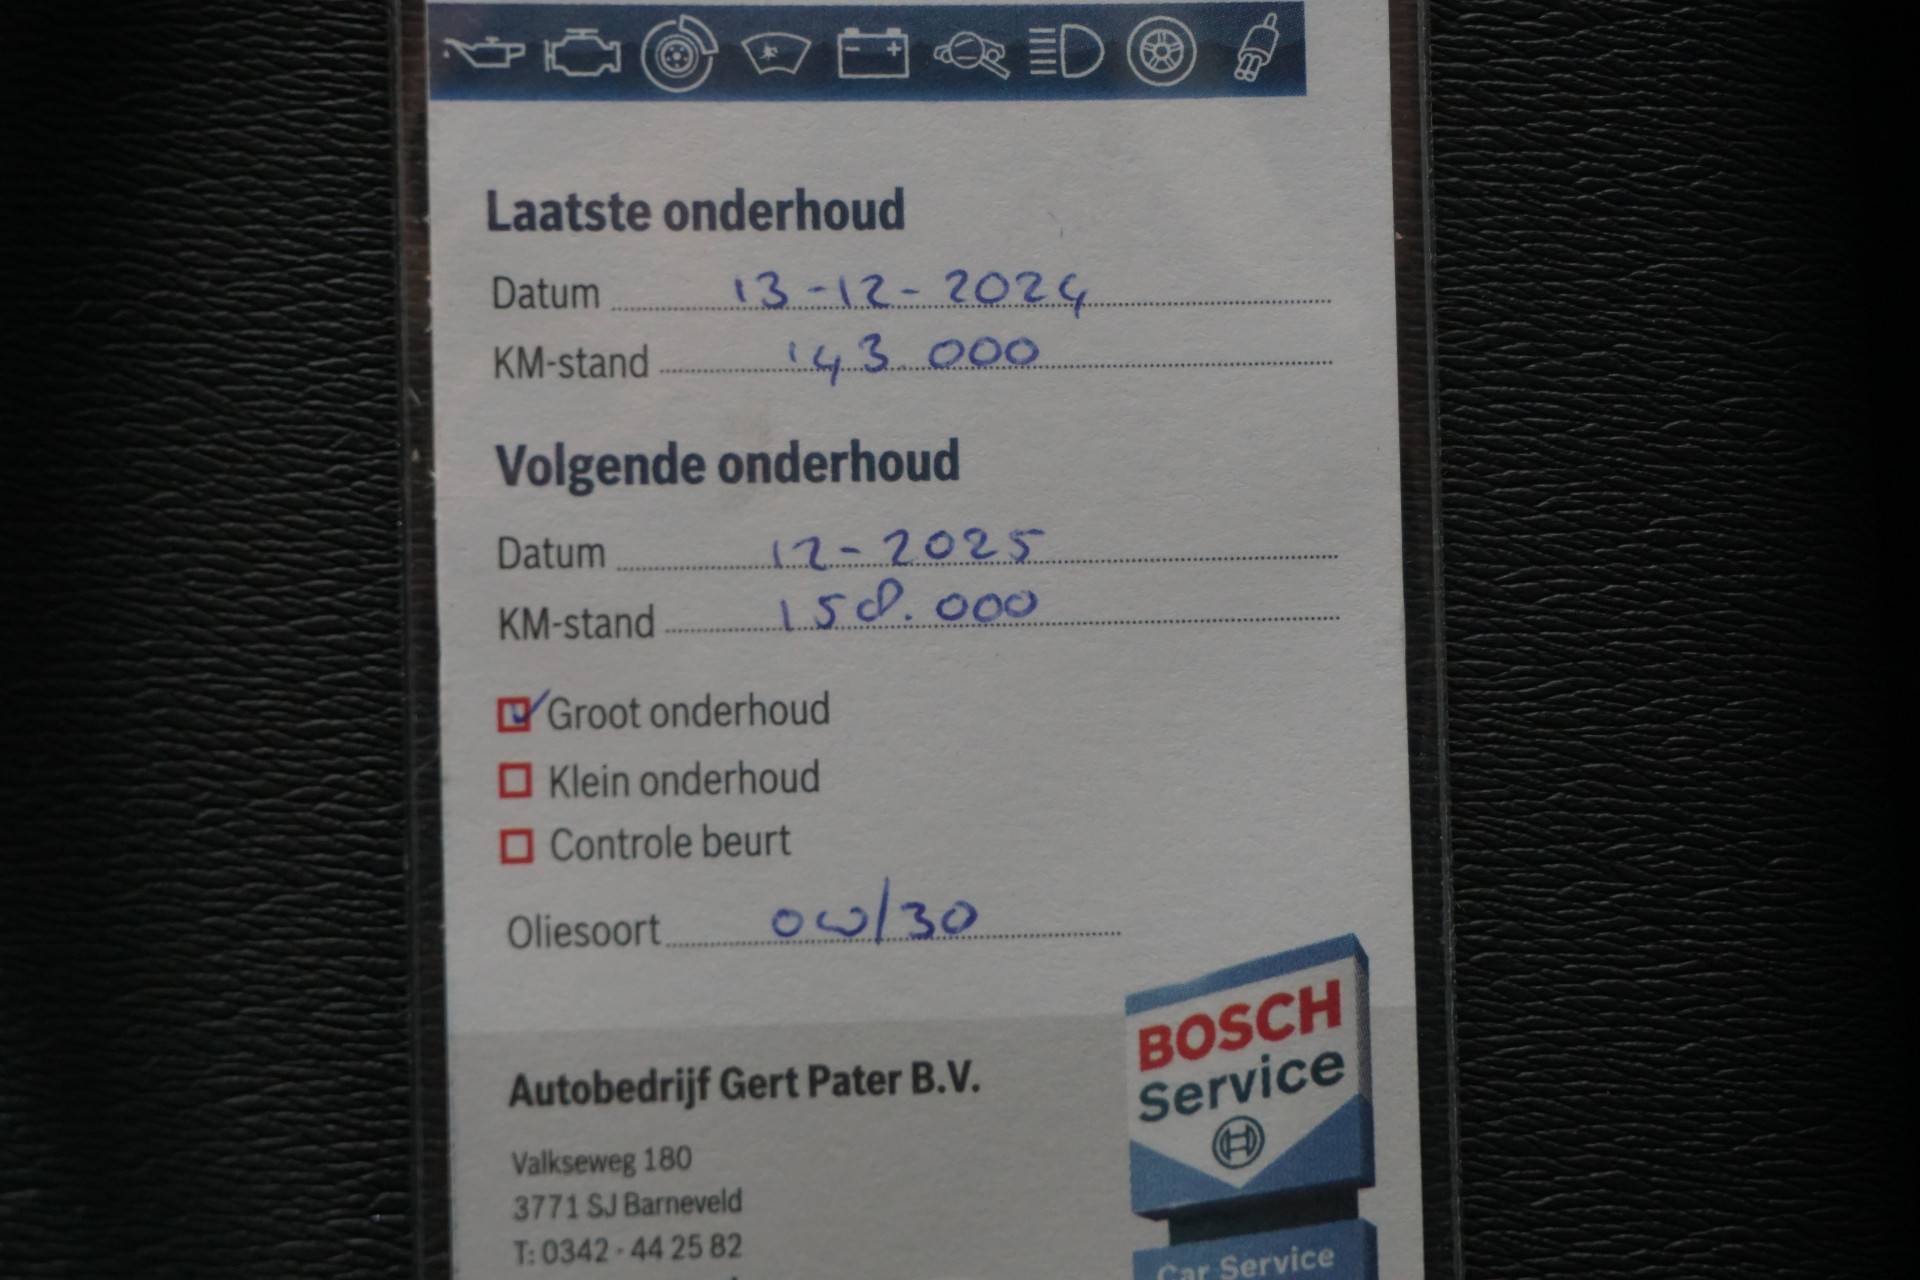 Laatste onderhoud
Datum 13-12-2024
KM-stand 143.000
Volgende onderhoud
Datum 12-2025
KM-stand 158.000
Groot onderhoud
Klein onderhoud
Controle beurt
Oliesoort 0W/30
Autobedrijf Gert Pater B.V.
Valkseweg 180
3771 SJ Barneveld
T: 0342 - 44 25 82
BOSCH
Service
Car Service